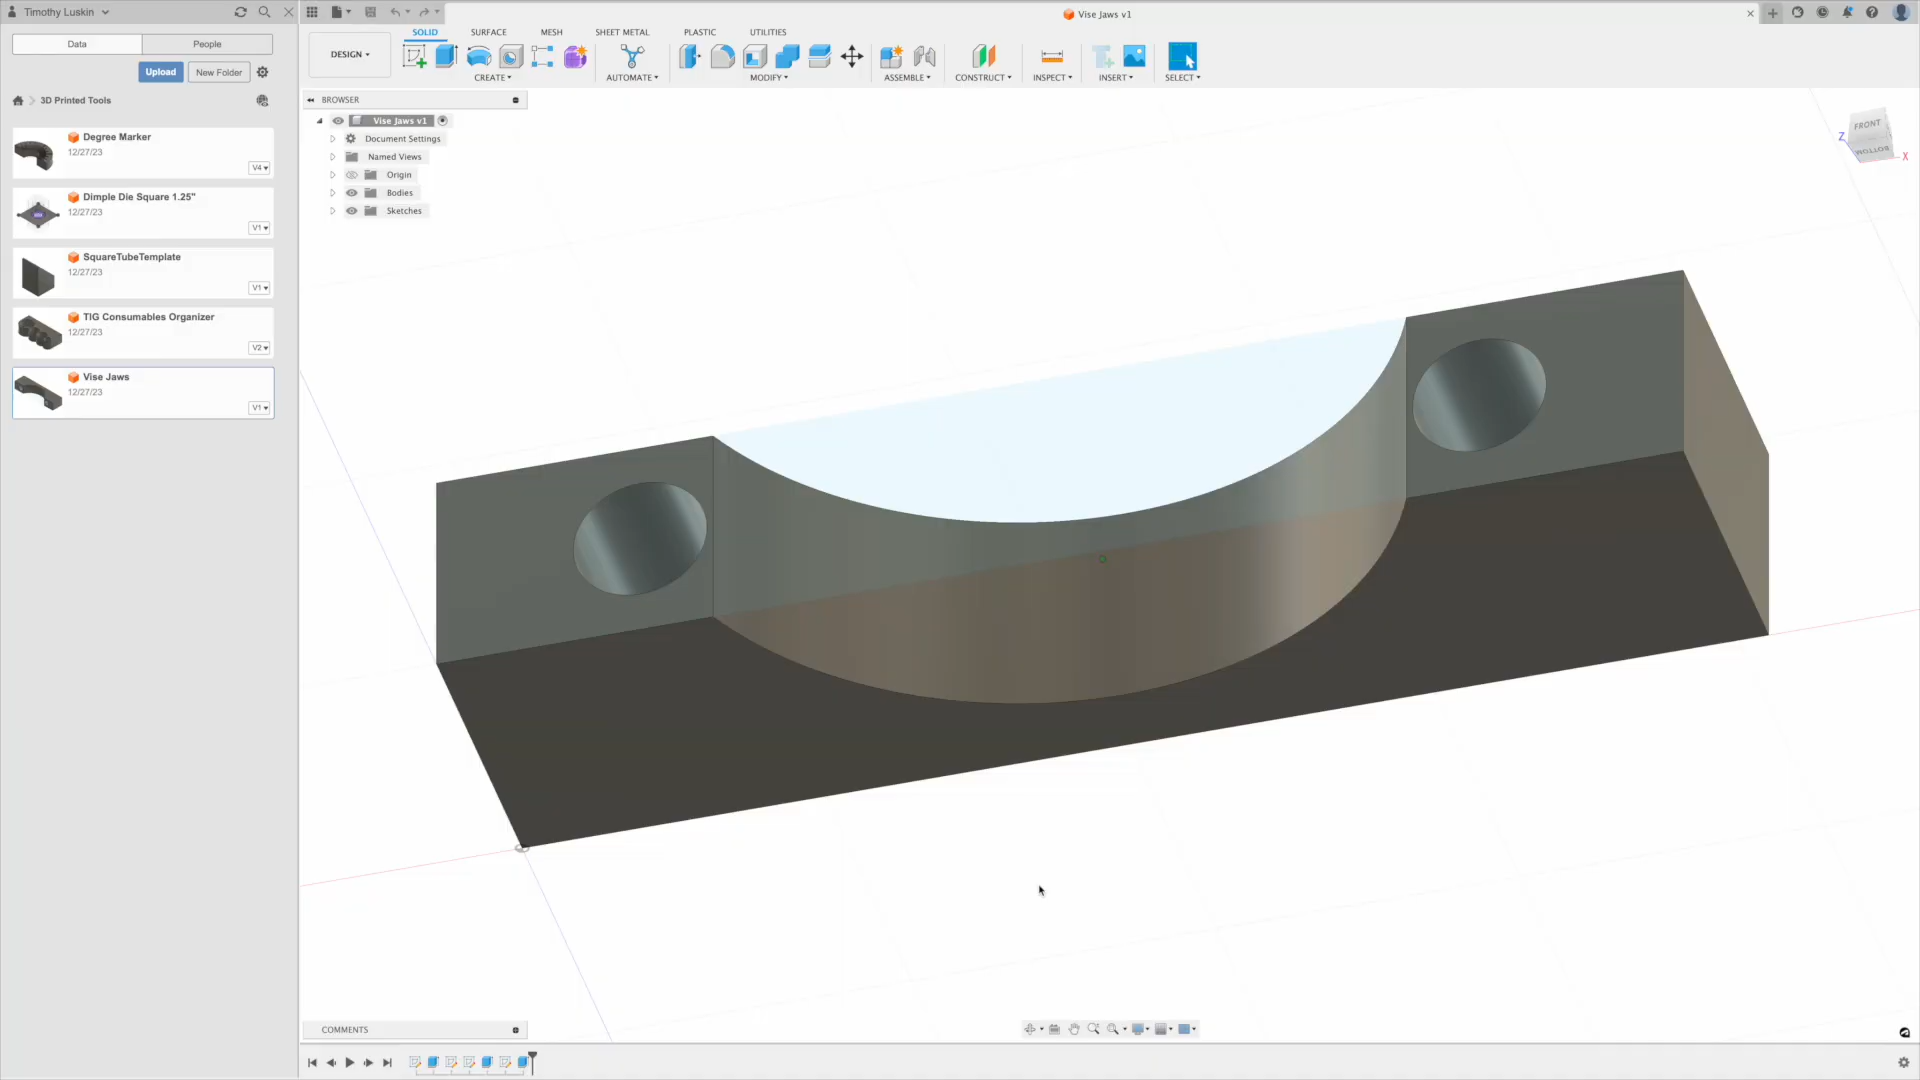 Timothy Luskin
Vise Jaws v1
Data
People
Upload
New Folder
3D Printed Tools
Degree Marker
12/27/23
V4
Dimple Die Square 1.25"
12/27/23
V1
SquareTubeTemplate
12/27/23
V1
TIG Consumables Organizer
12/27/23
V2
Vise Jaws
12/27/23
V1
DESIGN
SOLID
SURFACE
MESH
SHEET METAL
PLASTIC
UTILITIES
CREATE
AUTOMATE
MODIFY
ASSEMBLE
CONSTRUCT
INSPECT
INSERT
SELECT
BROWSER
Vise Jaws v1
Document Settings
Named Views
Origin
Bodies
Sketches
FRONT
BOTTOM
Z
X
COMMENTS